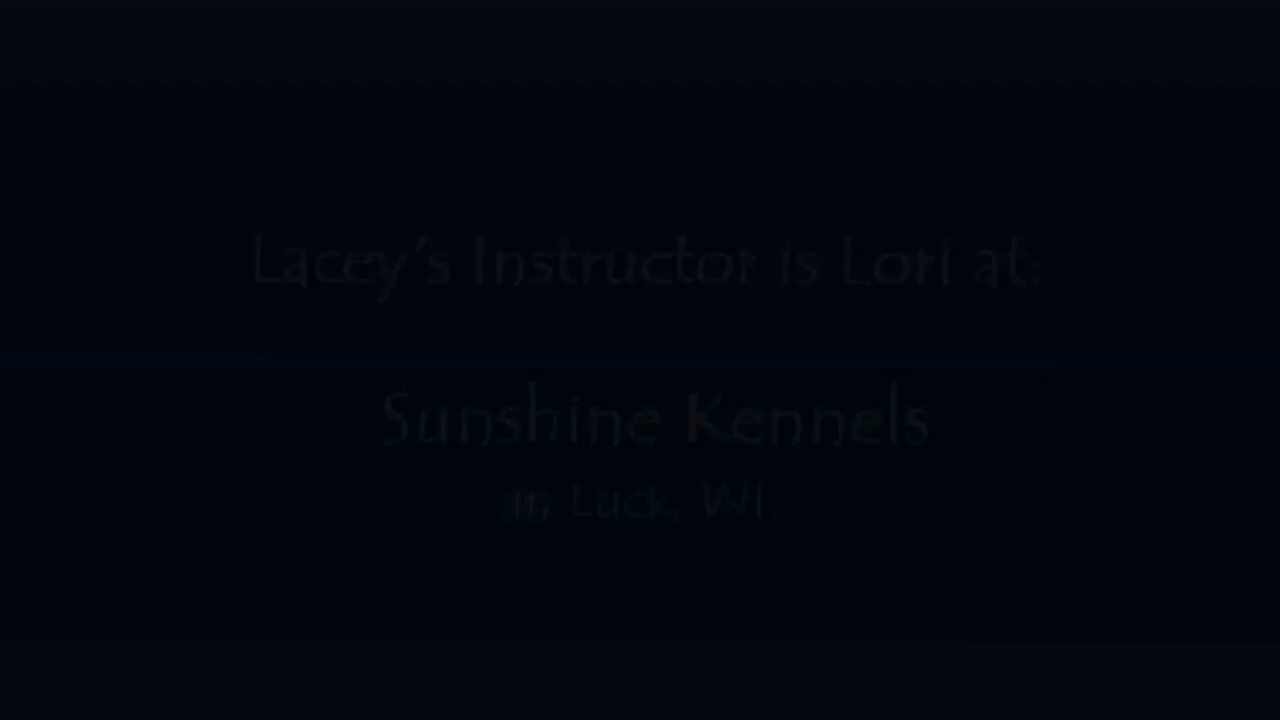 Lacey's Instructor is Lori at:
Sunshine Kennels
in Luck, WI.